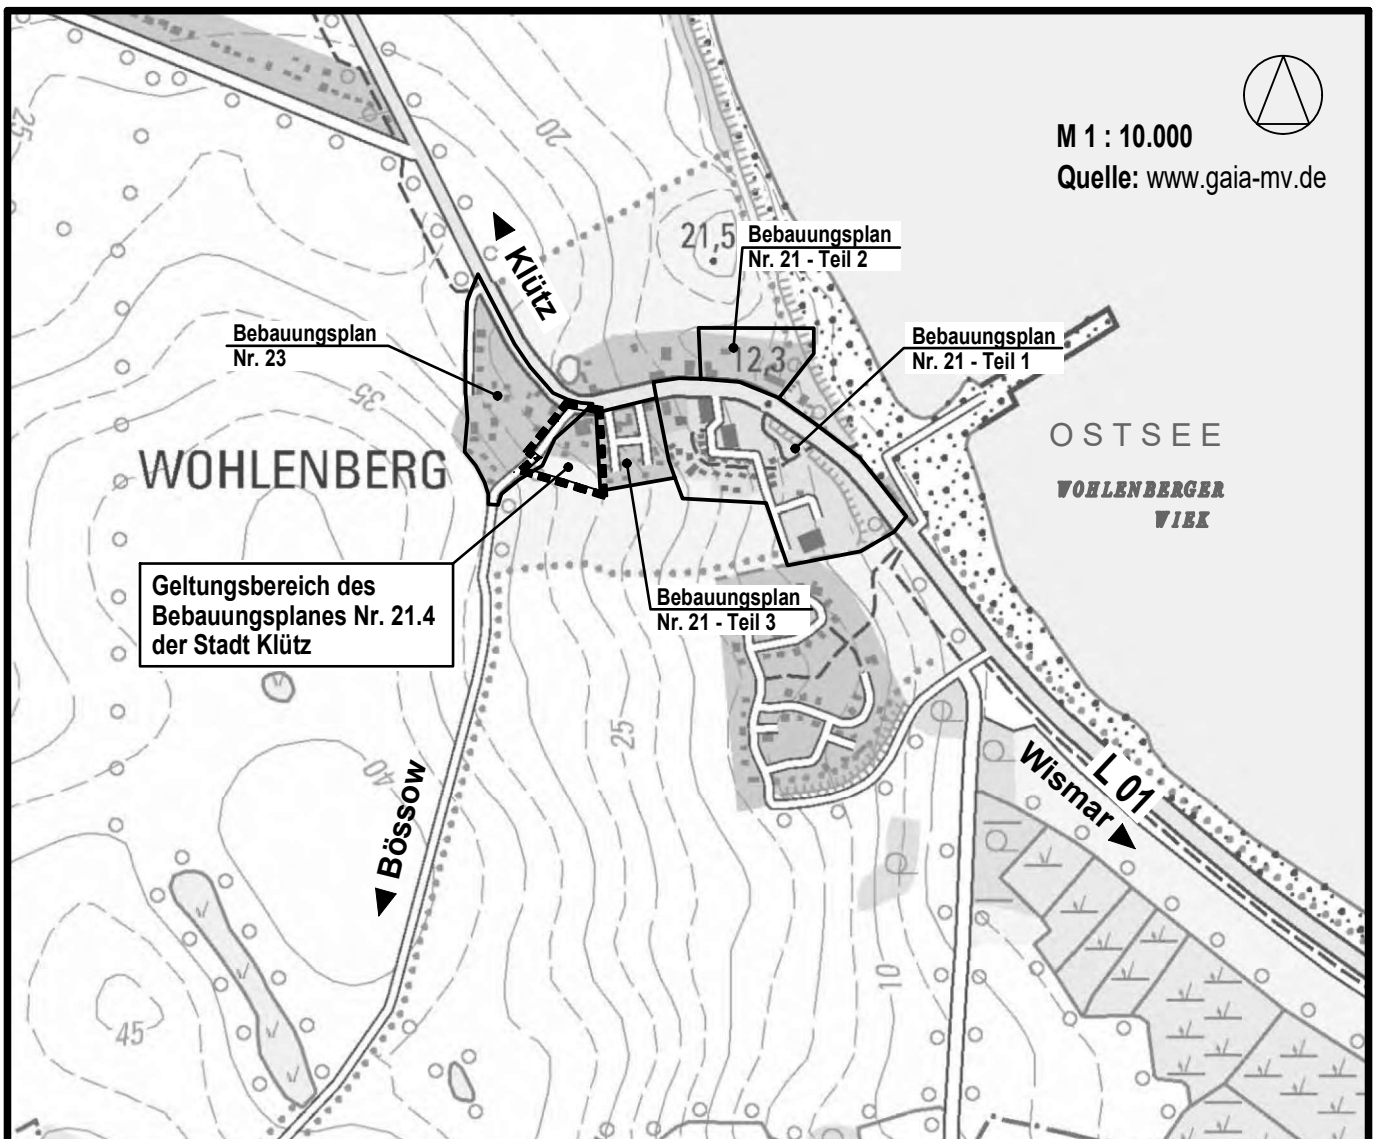 25
20
M 1 : 10.000
Quelle: www.gaia-mv.de
Klütz
21,5
Bebauungsplan
Nr. 21 - Teil 2
Bebauungsplan
Nr. 23
12,3
Bebauungsplan
Nr. 21 - Teil 1
35
WOHLENBERG
OSTSEE
WOHLENBERGER
WIEK
Geltungsbereich des
Bebauungsplanes Nr. 21.4
der Stadt Klütz
Bebauungsplan
Nr. 21 - Teil 3
25
40
Bössow
L 01
Wismar
10
45